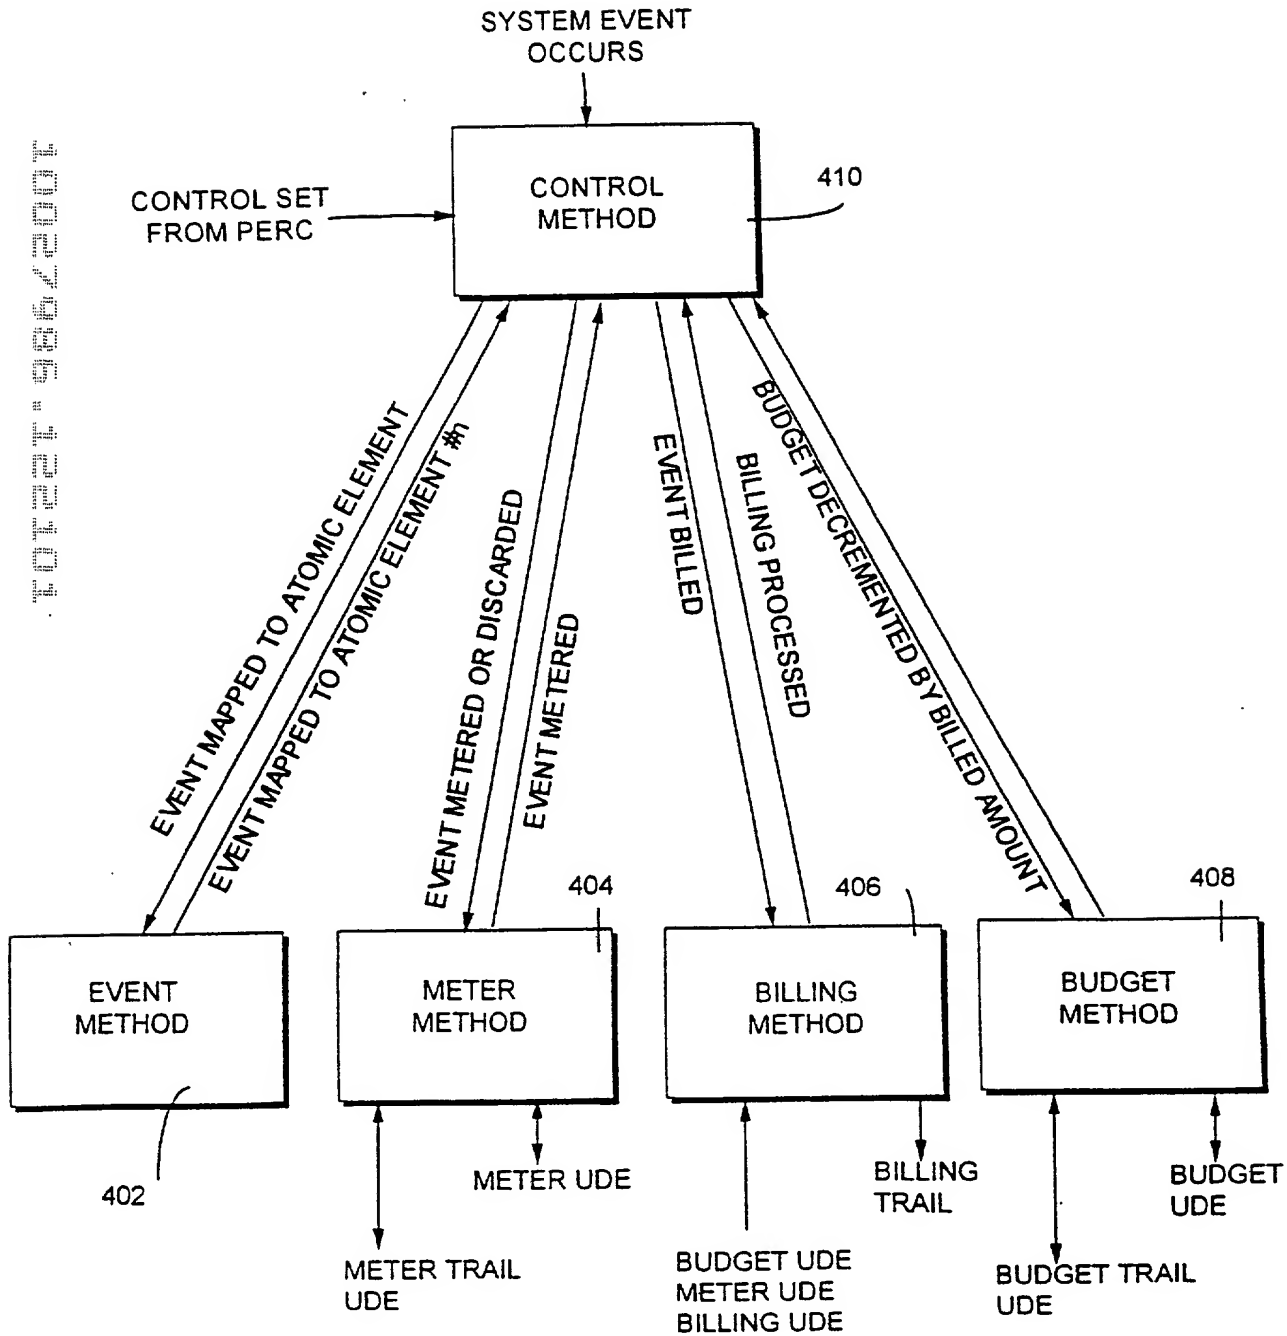 SYSTEM EVENT
OCCURS
CONTROL
METHOD
410
CONTROL SET
FROM PERC
10027986.122101
EVENT MAPPED TO ATOMIC ELEMENT
EVENT MAPPED TO ATOMIC ELEMENT #n
EVENT METERED OR DISCARDED
EVENT METERED
EVENT BILLED
BILLING PROCESSED
BUDGET DECREMENTED BY BILLED AMOUNT
404
406
408
EVENT
METHOD
METER
METHOD
BILLING
METHOD
BUDGET
METHOD
402
METER UDE
BILLING
TRAIL
BUDGET
UDE
METER TRAIL
UDE
BUDGET UDE
METER UDE
BILLING UDE
BUDGET TRAIL
UDE